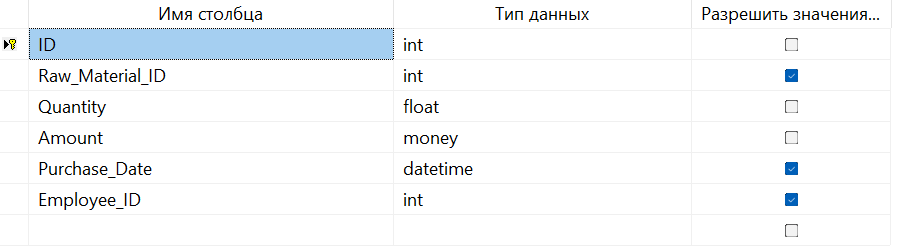 Имя столбца Тип данных Разрешить значения...
ID int
Raw_Material_ID int
Quantity float
Amount money
Purchase_Date datetime
Employee_ID int